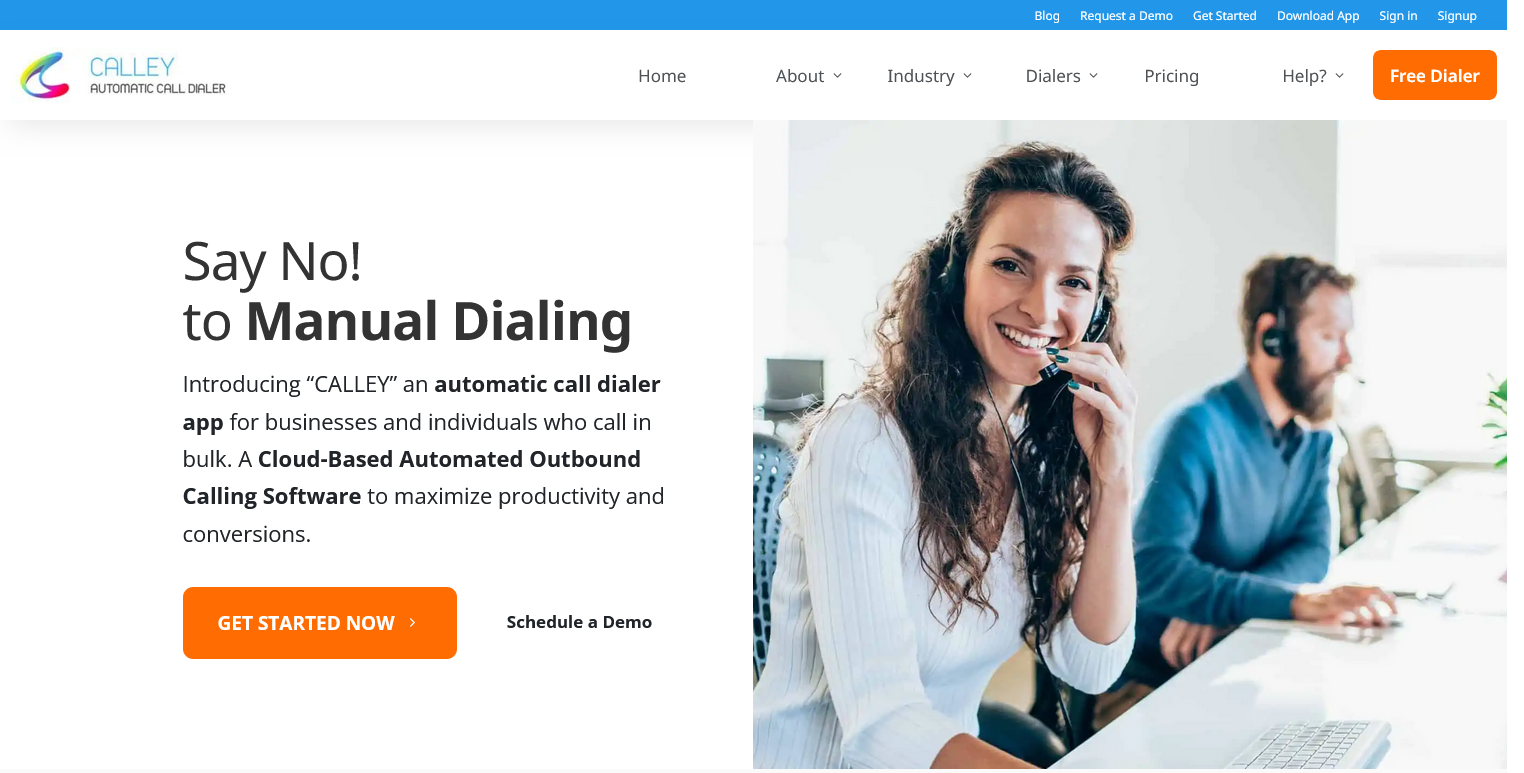 Blog Request a Demo Get Started Download App Sign in Signup
CALLEY
AUTOMATIC CALL DIALER
Home About Industry Dialers Pricing Help? Free Dialer
Say No!
to Manual Dialing
Introducing “CALLEY” an automatic call dialer
app for businesses and individuals who call in
bulk. A Cloud-Based Automated Outbound
Calling Software to maximize productivity and
conversions.
GET STARTED NOW
Schedule a Demo